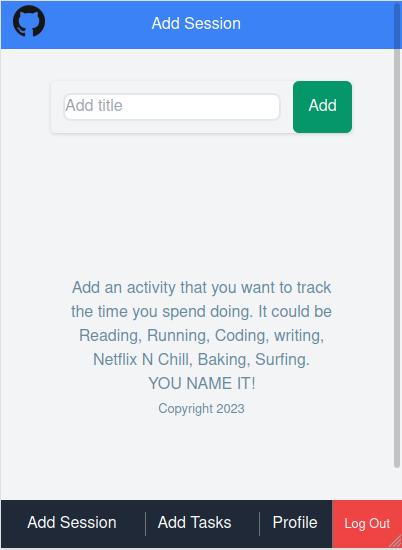 Add Session
Add title
Add
Add an activity that you want to track
the time you spend doing. It could be
Reading, Running, Coding, writing,
Netflix N Chill, Baking, Surfing.
YOU NAME IT!
Copyright 2023
Add Session
Add Tasks
Profile
Log Out